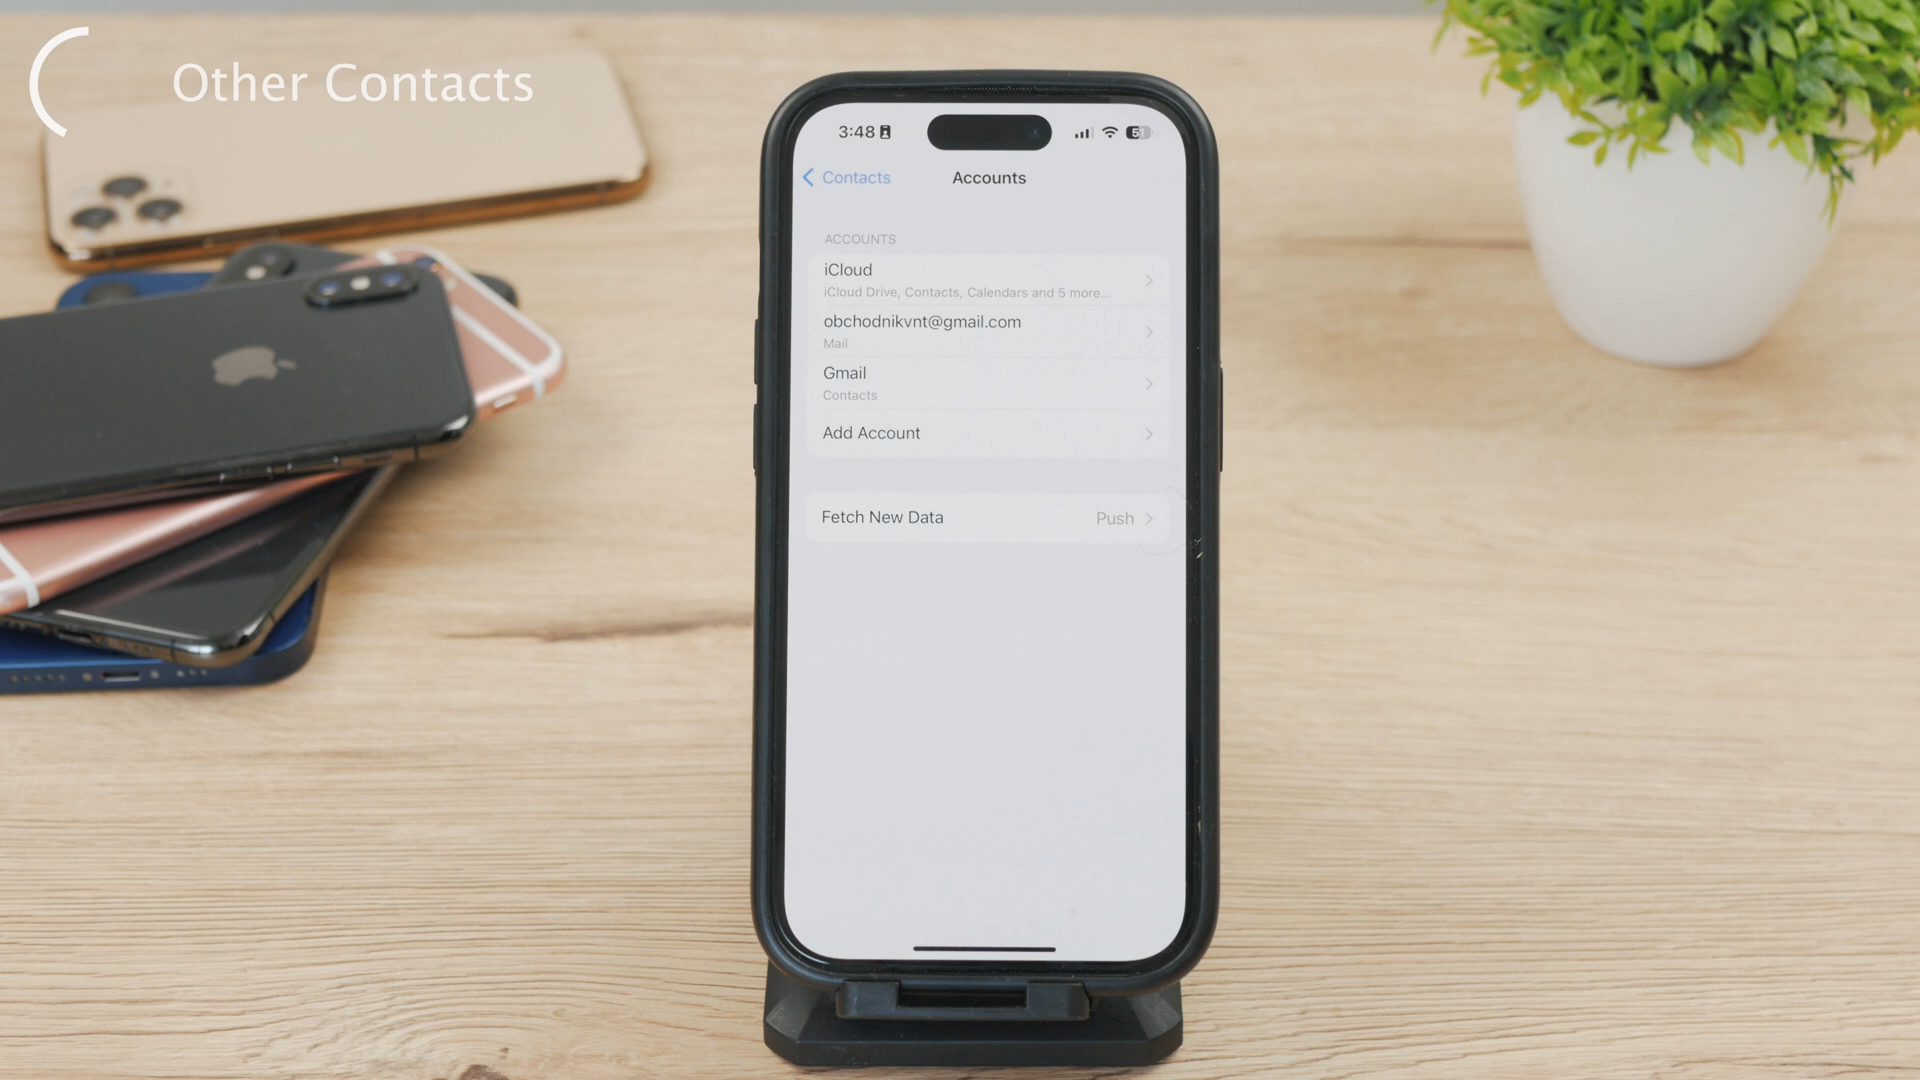 Other Contacts
3:48
51
Contacts
Accounts
ACCOUNTS
iCloud
iCloud Drive, Contacts, Calendars and 5 more...
obchodnikvnt@gmail.com
Mail
Gmail
Contacts
Add Account
Fetch New Data
Push